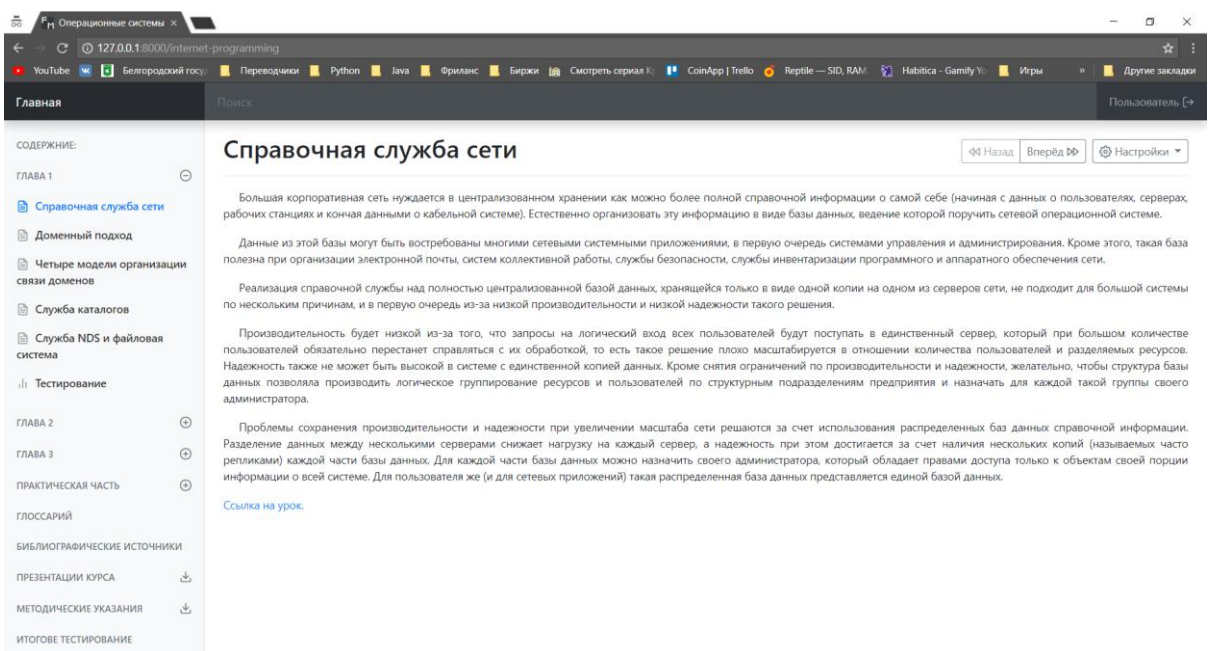 Операционные системы ×
127.0.0.1:8000/internet-programming
YouTube Белгородский госу Переводчики Python Java Фриланс Биржи Смотреть сериал CoinApp | Trello Reptile — SID, RAM. Habitica - Gamify Yo Игры » Другие закладки
Главная Поиск Пользователь
СОДЕРЖНИЕ:
ГЛАВА 1
Справочная служба сети
Доменный подход
Четыре модели организации
связи доменов
Служба каталогов
Служба NDS и файловая
система
Тестирование
ГЛАВА 2
ГЛАВА 3
ПРАКТИЧЕСКАЯ ЧАСТЬ
ГЛОССАРИЙ
БИБЛИОГРАФИЧЕСКИЕ ИСТОЧНИКИ
ПРЕЗЕНТАЦИИ КУРСА
МЕТОДИЧЕСКИЕ УКАЗАНИЯ
ИТОГОВЕ ТЕСТИРОВАНИЕ
Справочная служба сети
Назад Вперёд Настройки
Большая корпоративная сеть нуждается в централизованном хранении как можно более полной справочной информации о самой себе (начиная с данных о пользователях, серверах,
рабочих станциях и кончая данными о кабельной системе). Естественно организовать эту информацию в виде базы данных, ведение которой поручить сетевой операционной системе.
Данные из этой базы могут быть востребованы многими сетевыми системными приложениями, в первую очередь системами управления и администрирования. Кроме этого, такая база
полезна при организации электронной почты, систем коллективной работы, службы безопасности, службы инвентаризации программного и аппаратного обеспечения сети.
Реализация справочной службы над полностью централизованной базой данных, хранящейся только в виде одной копии на одном из серверов сети, не подходит для большой системы
по нескольким причинам, и в первую очередь из-за низкой производительности и низкой надежности такого решения.
Производительность будет низкой из-за того, что запросы на логический вход всех пользователей будут поступать в единственный сервер, который при большом количестве
пользователей обязательно перестанет справляться с их обработкой, то есть такое решение плохо масштабируется в отношении количества пользователей и разделяемых ресурсов.
Надежность также не может быть высокой в системе с единственной копией данных. Кроме снятия ограничений по производительности и надежности, желательно, чтобы структура базы
данных позволяла производить логическое группирование ресурсов и пользователей по структурным подразделениям предприятия и назначать для каждой такой группы своего
администратора.
Проблемы сохранения производительности и надежности при увеличении масштаба сети решаются за счет использования распределенных баз данных справочной информации.
Разделение данных между несколькими серверами снижает нагрузку на каждый сервер, а надежность при этом достигается за счет наличия нескольких копий (называемых часто
репликами) каждой части базы данных. Для каждой части базы данных можно назначить своего администратора, который обладает правами доступа только к объектам своей порции
информации о всей системе. Для пользователя же (и для сетевых приложений) такая распределенная база данных представляется единой базой данных.
Ссылка на урок.